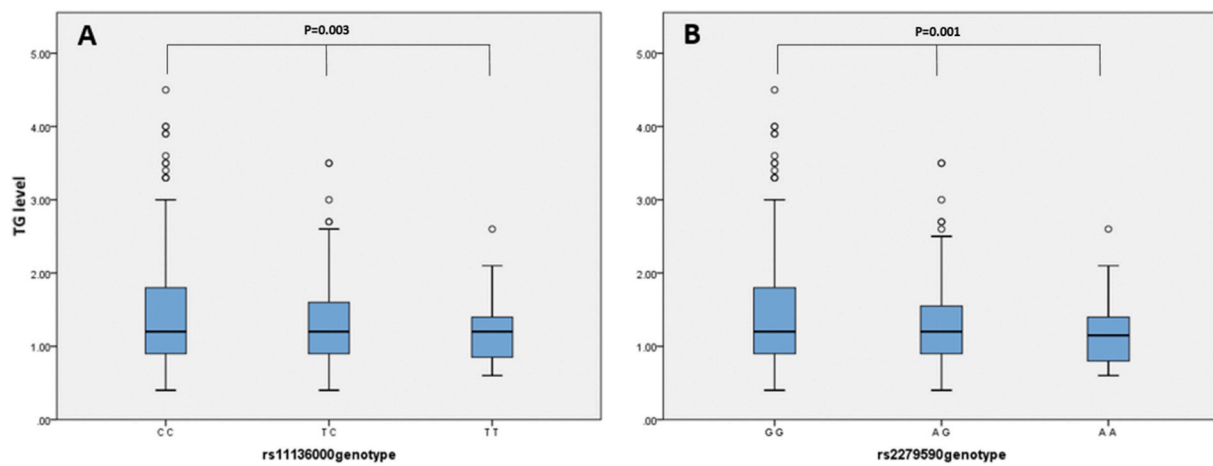 A
P=0.003
5.00
4.00
3.00
2.00
1.00
.00
TG level
CC
TC
TT
rs11136000genotype
B
P=0.001
5.00
4.00
3.00
2.00
1.00
.00
GG
AG
AA
rs2279590genotype